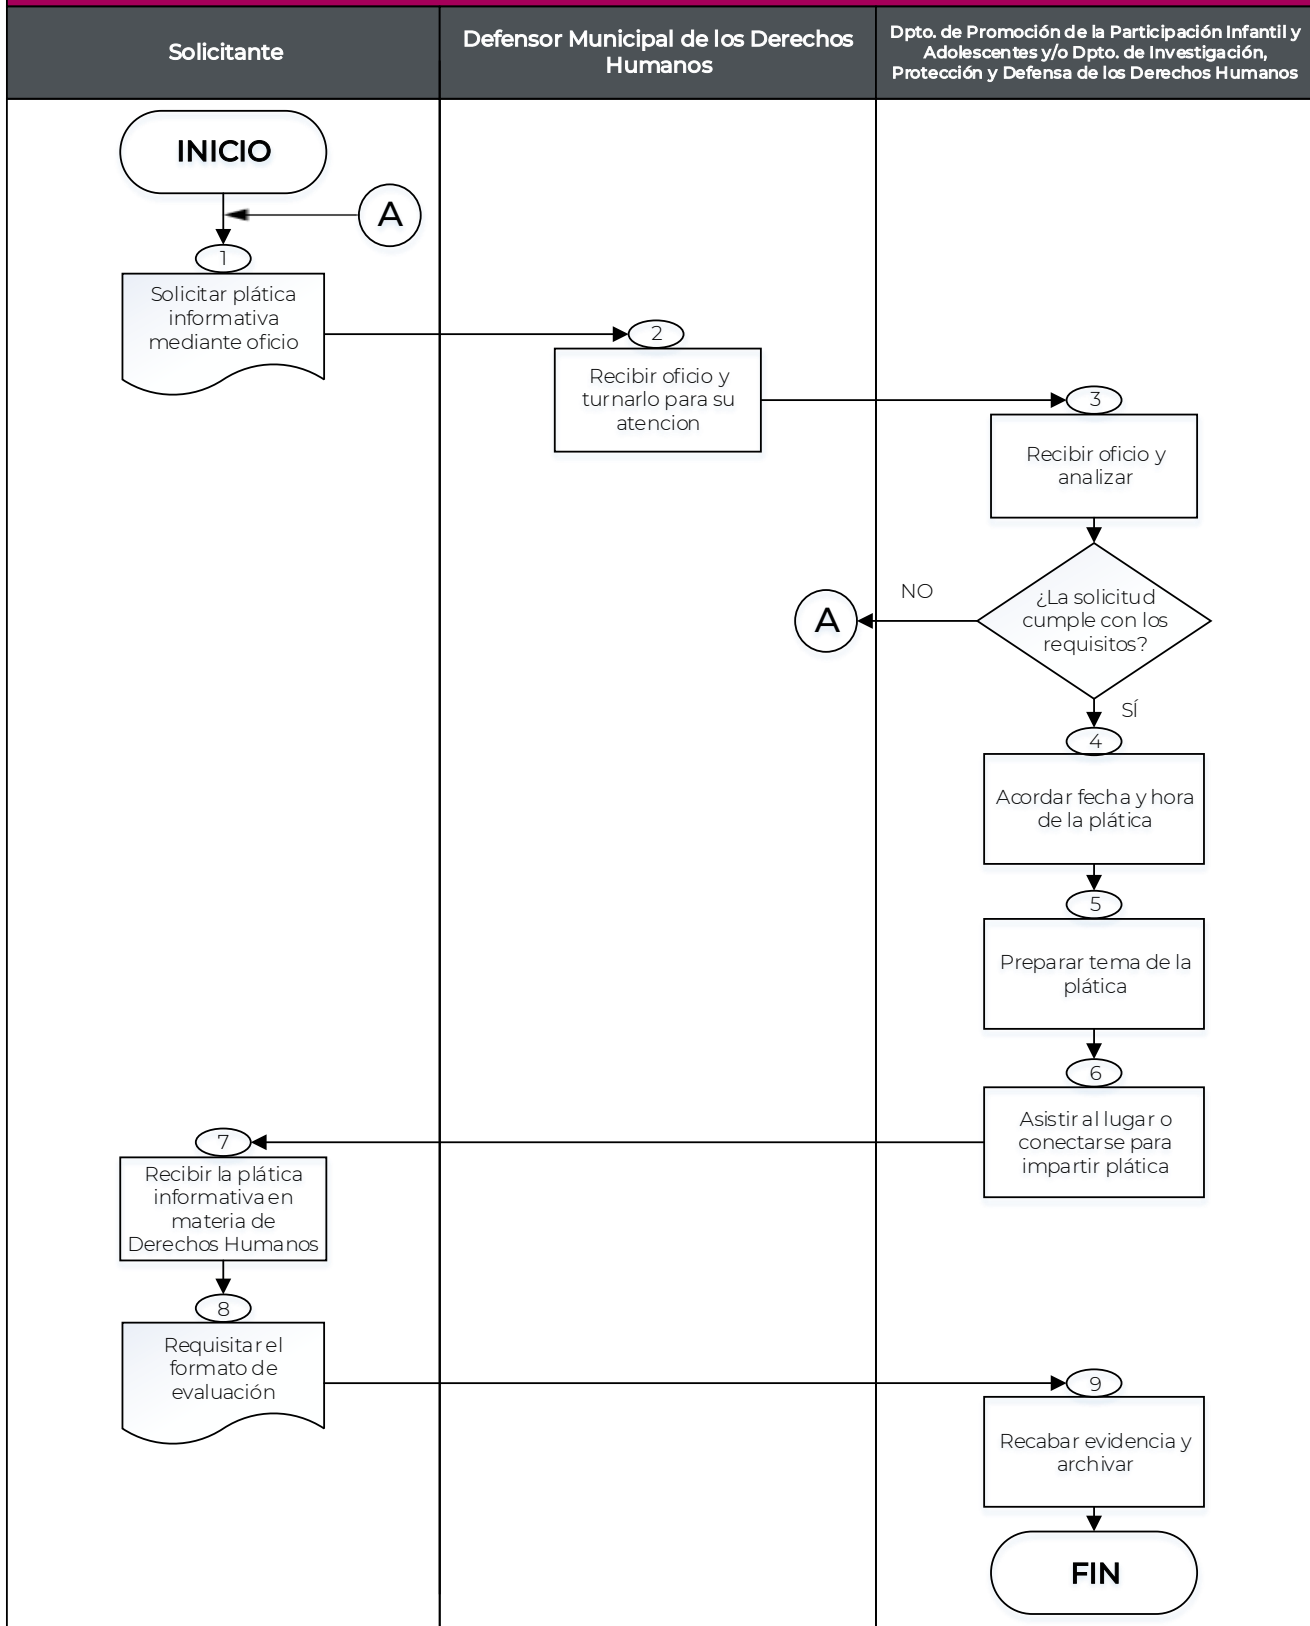 Solicitante
Defensor Municipal de los Derechos
Humanos
Dpto. de Promoción de la Participación Infantil y
Adolescentes y/o Dpto. de Investigación,
Protección y Defensa de los Derechos Humanos
INICIO
A
1
Solicitar plática
informativa
mediante oficio
2
Recibir oficio y
turnarlo para su
atencion
3
Recibir oficio y
analizar
¿La solicitud
cumple con los
requisitos?
NO
A
SÍ
4
Acordar fecha y hora
de la plática
5
Preparar tema de la
plática
6
Asistir al lugar o
conectarse para
impartir plática
7
Recibir la plática
informativa en
materia de
Derechos Humanos
8
Requisitar el
formato de
evaluación
9
Recabar evidencia y
archivar
FIN